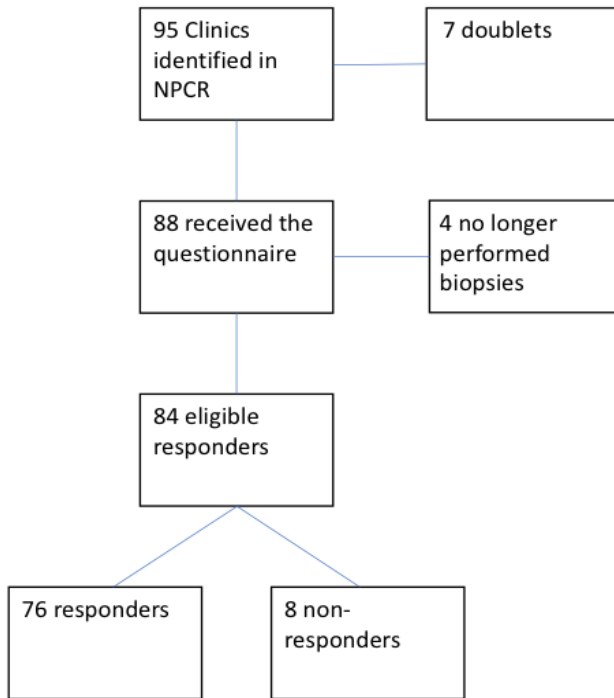 95 Clinics
identified in
NPCR
7 doublets
88 received the
questionnaire
4 no longer
performed
biopsies
84 eligible
responders
76 responders
8 non-
responders